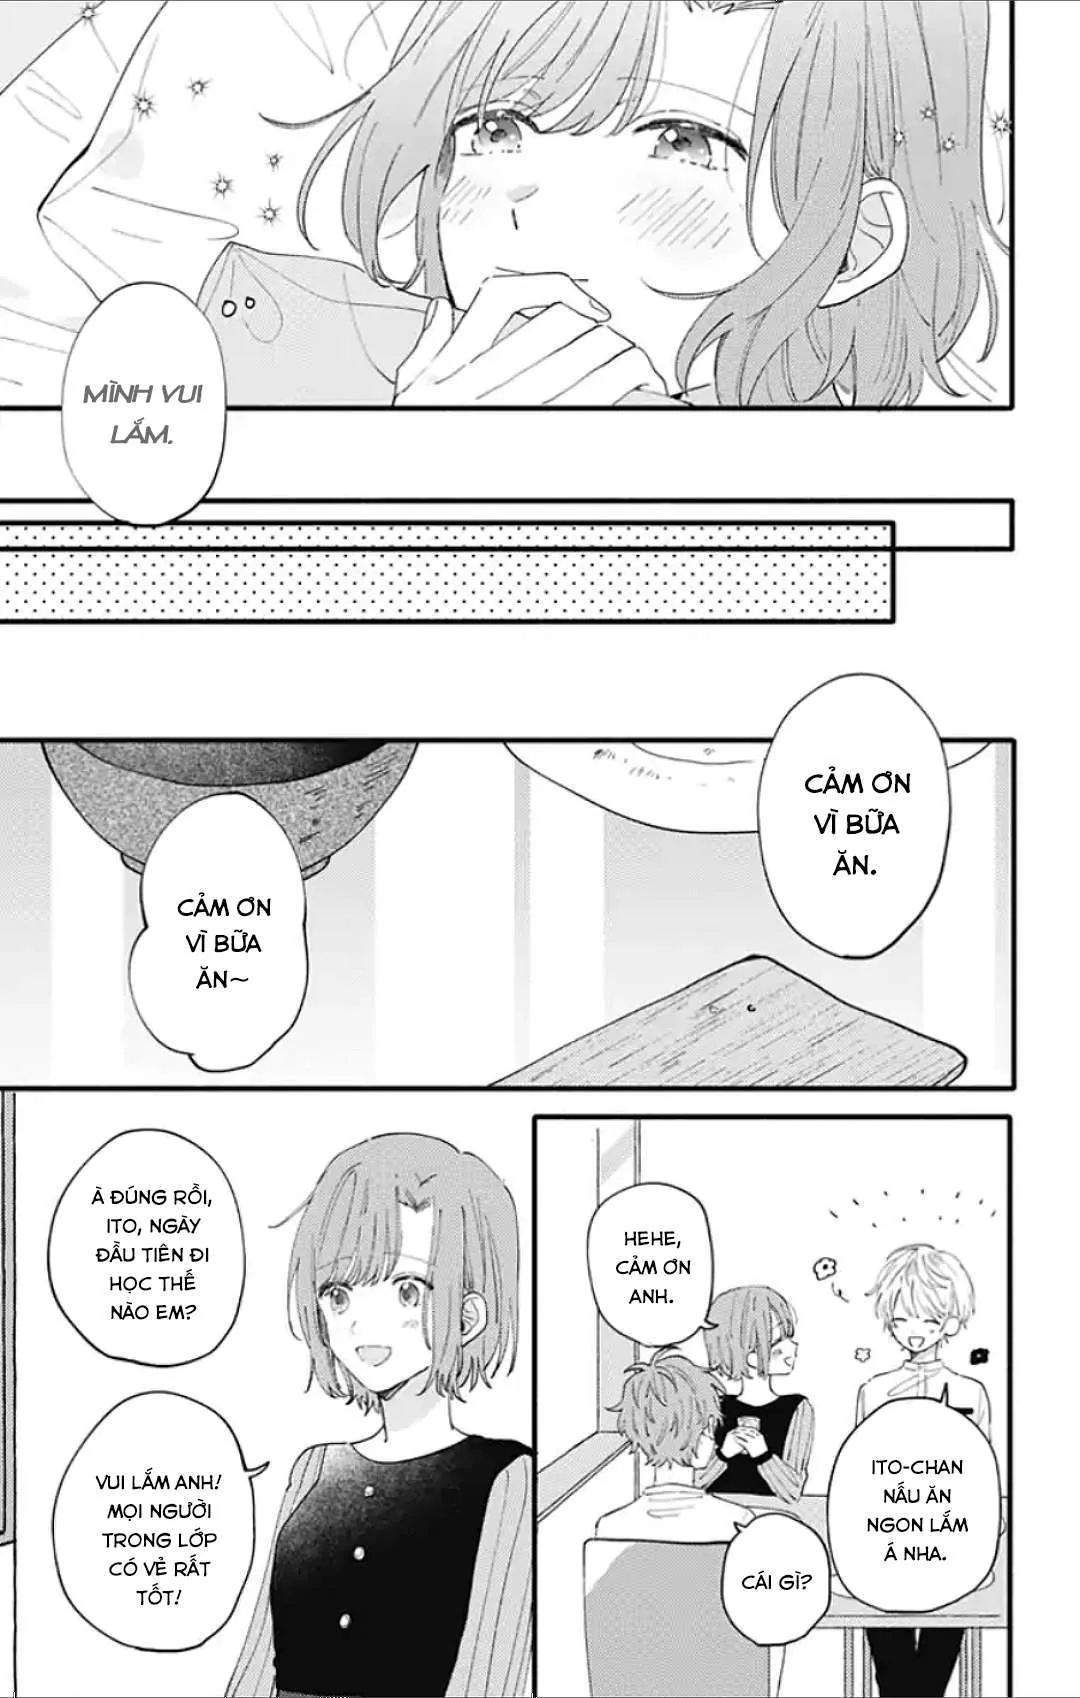 MÌNH VUI
LẮM.
CẢM ƠN
VÌ BỮA
ĂN.
CẢM ƠN
VÌ BỮA
ĂN~
ITO-CHAN
NẤU ĂN
NGON LẮM
Á NHA.
HEHE,
CẢM ƠN
ANH.
CÁI GÌ?
À ĐÚNG RỒI,
ITO, NGÀY
ĐẦU TIÊN ĐI
HỌC THẾ
NÀO EM?
VUI LẮM ANH!
MỌI NGƯỜI
TRONG LỚP
CÓ VẺ RẤT
TỐT!